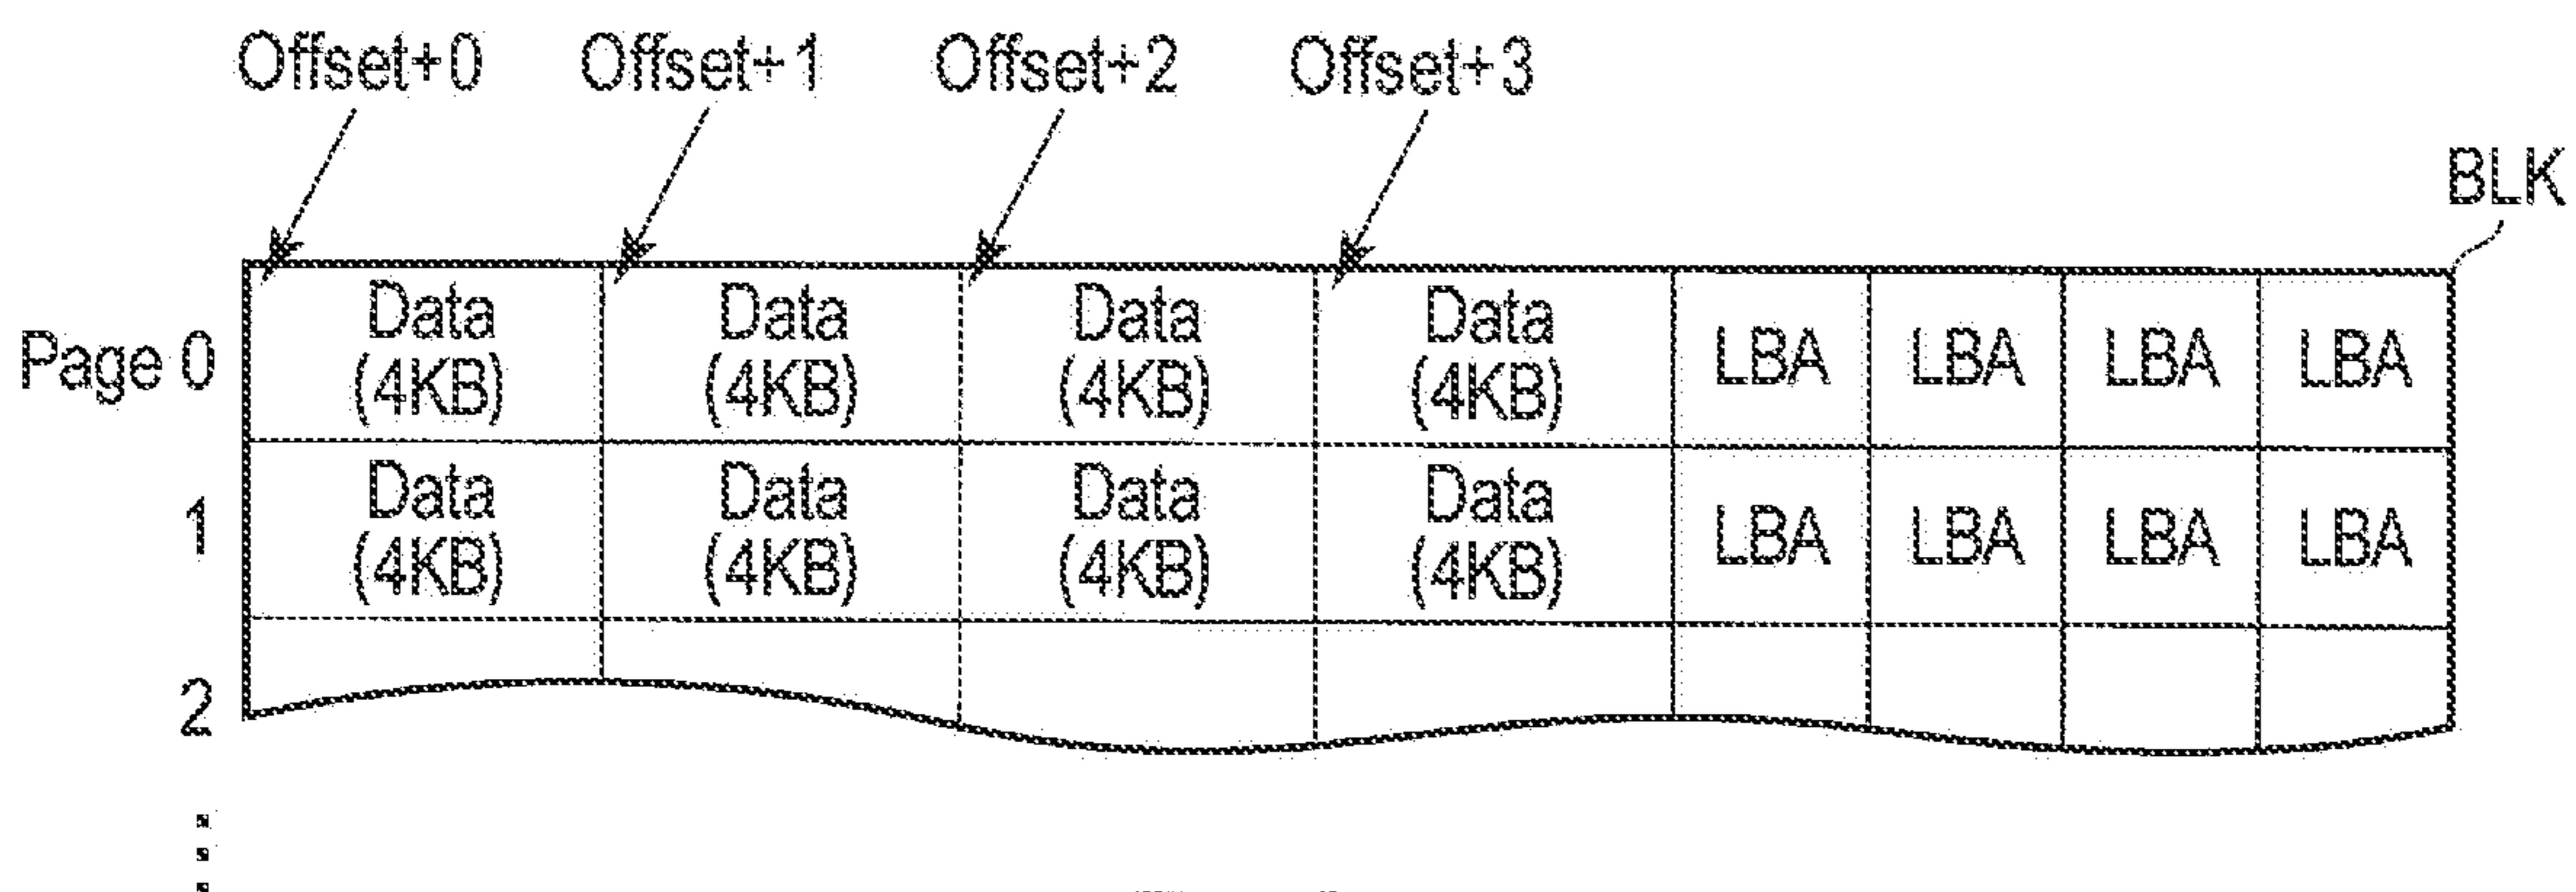 Offset+0 Offset+1 Offset+2 Offset+3
BLK
Page 0 Data (4KB) Data (4KB) Data (4KB) Data (4KB) LBA LBA LBA LBA
1 Data (4KB) Data (4KB) Data (4KB) Data (4KB) LBA LBA LBA LBA
2